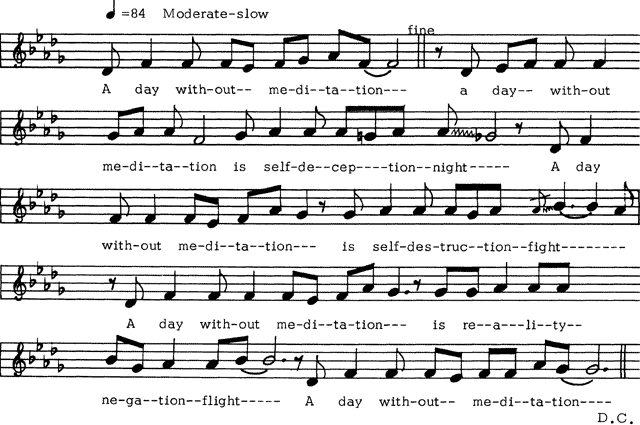 =84 Moderate-slow
fine
A day with-out-- me-di--ta--tion--- a day-- with-out
me-di--ta--tion is self-de--cep----tion--night----- A day
with-out me-di--ta--tion--- is self-des-truc--tion-fight--------
A day with-out me-di--ta-tion--- is re--a---li--ty--
ne-ga--tion--flight----- A day with-out-- me-di--ta-tion----
D.C.